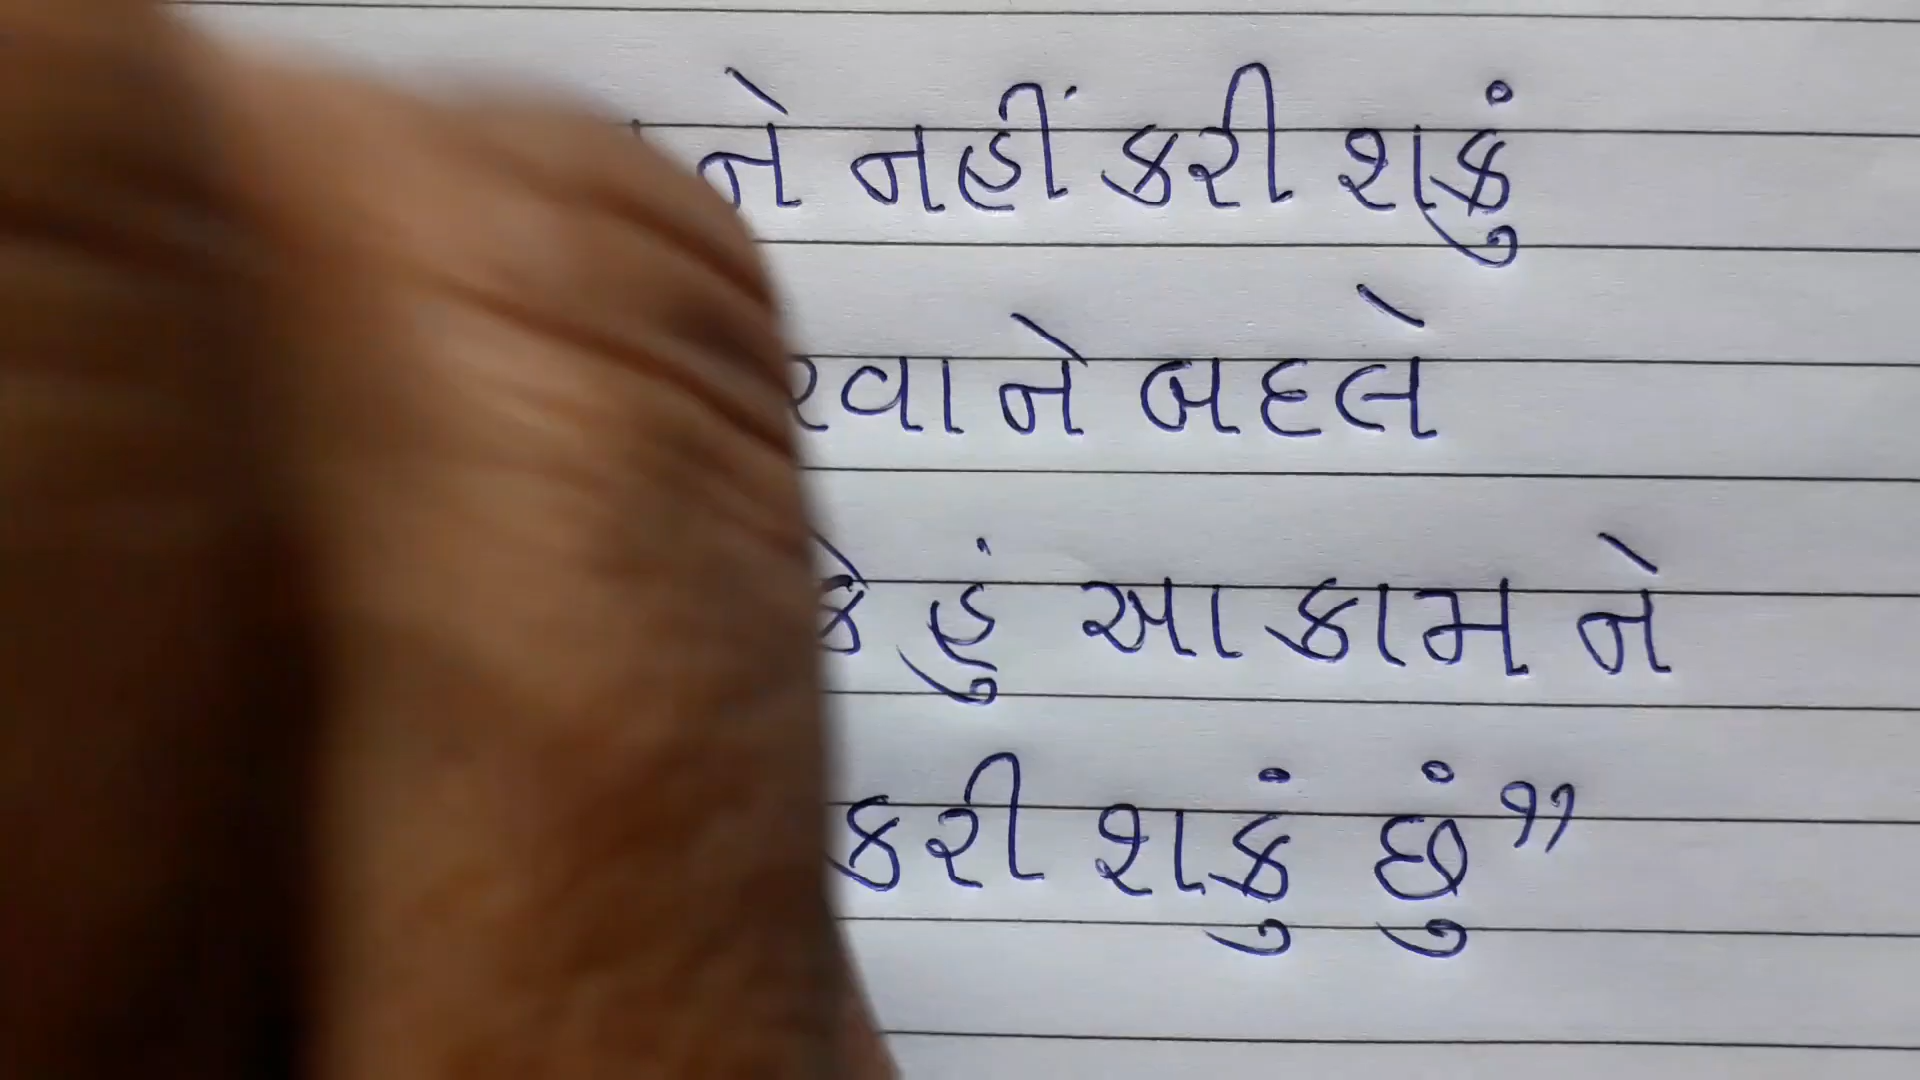 ને નહીં કરી શકું
રવાને બદલે
કે હું આ કામ ને
કરી શકું છું”